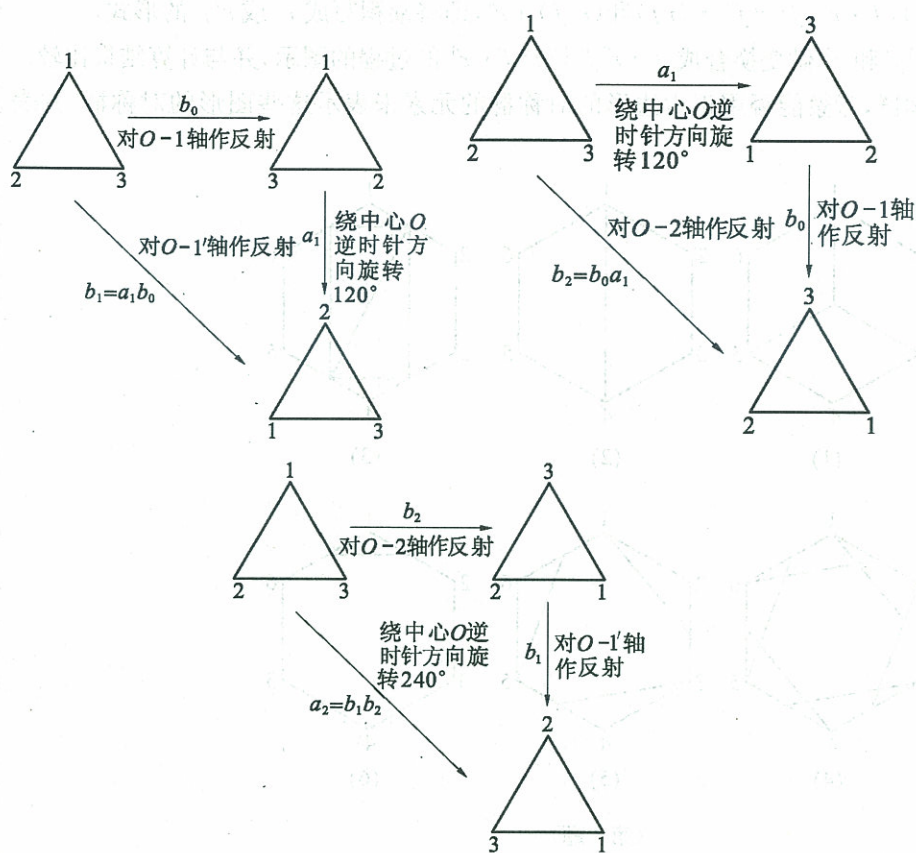 1
2
3
b₀
对O-1轴作反射
1
3
2
对O-1′轴作反射
b₁=a₁b₀
a₁
绕中心O
逆时针方
向旋转
120°
2
1
3
1
2
3
a₁
绕中心O逆
时针方向旋
转120°
3
1
2
对O-2轴作反射
b₂=b₀a₁
b₀
对O-1轴
作反射
3
2
1
1
2
3
b₂
对O-2轴作反射
3
2
1
绕中心O逆
时针方向旋
转240°
a₂=b₁b₂
b₁
对O-1′轴
作反射
2
3
1